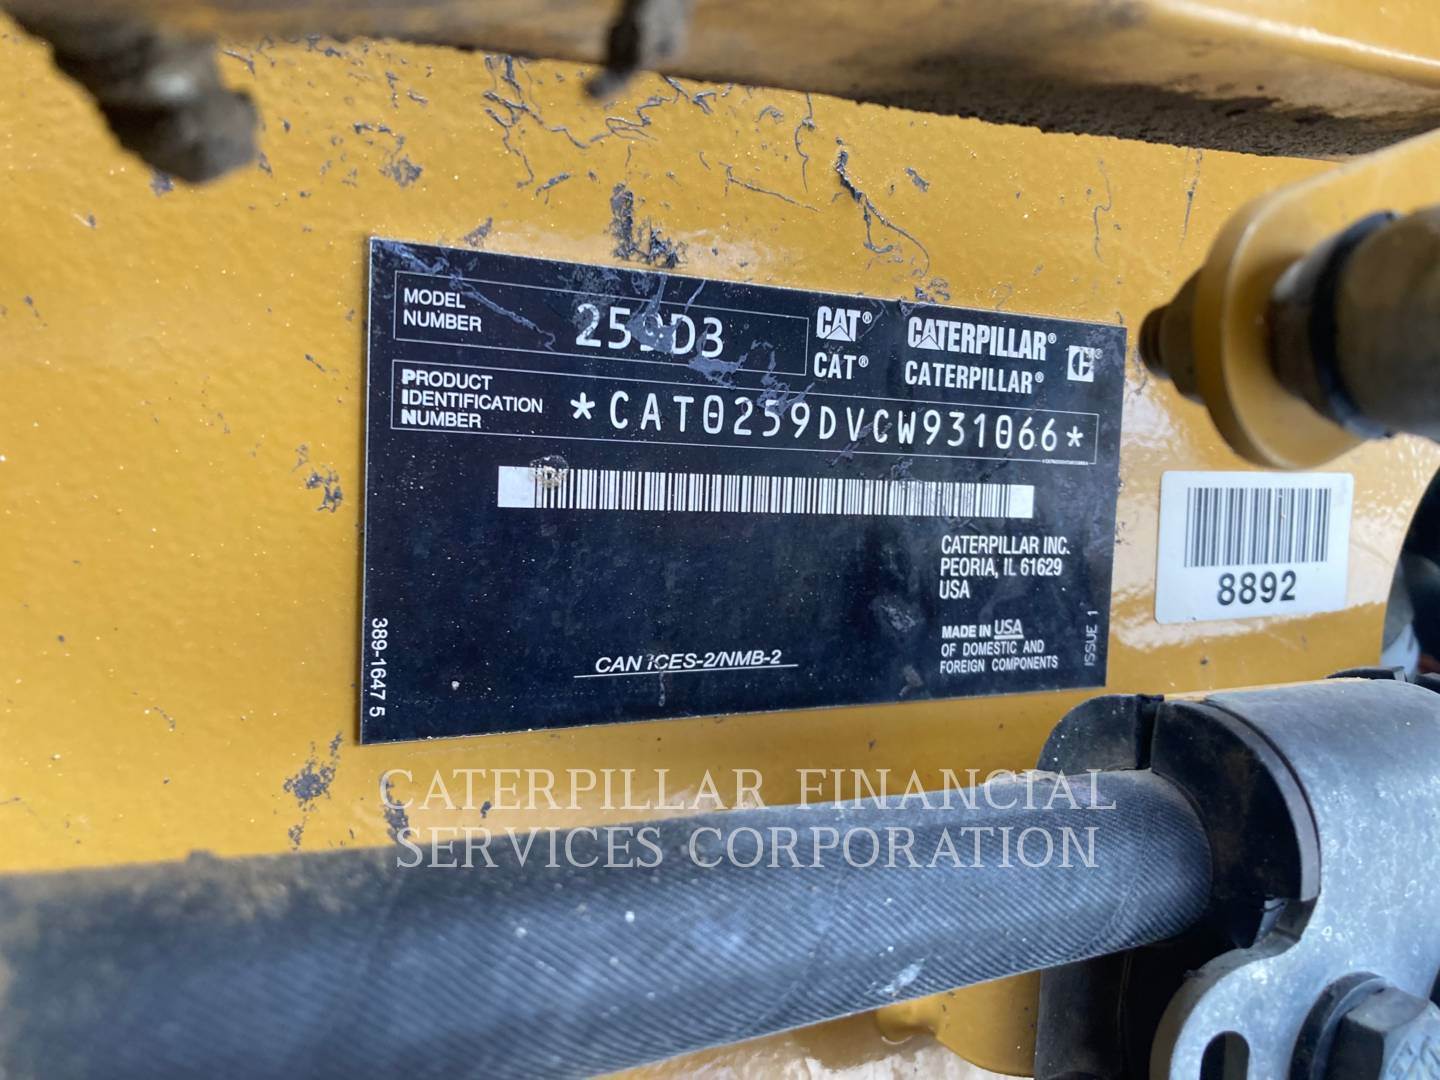 MODEL
NUMBER
259D3
CAT®
CATERPILLAR®
CAT®
CATERPILLAR®
PRODUCT
IDENTIFICATION
NUMBER
*CAT0259DVCW931066*
CATERPILLAR INC.
PEORIA, IL 61629
USA
MADE IN USA
OF DOMESTIC AND
FOREIGN COMPONENTS
ISSUE 1
CAN ICES-2/NMB-2
389-1647 5
8892
CATERPILLAR FINANCIAL
SERVICES CORPORATION